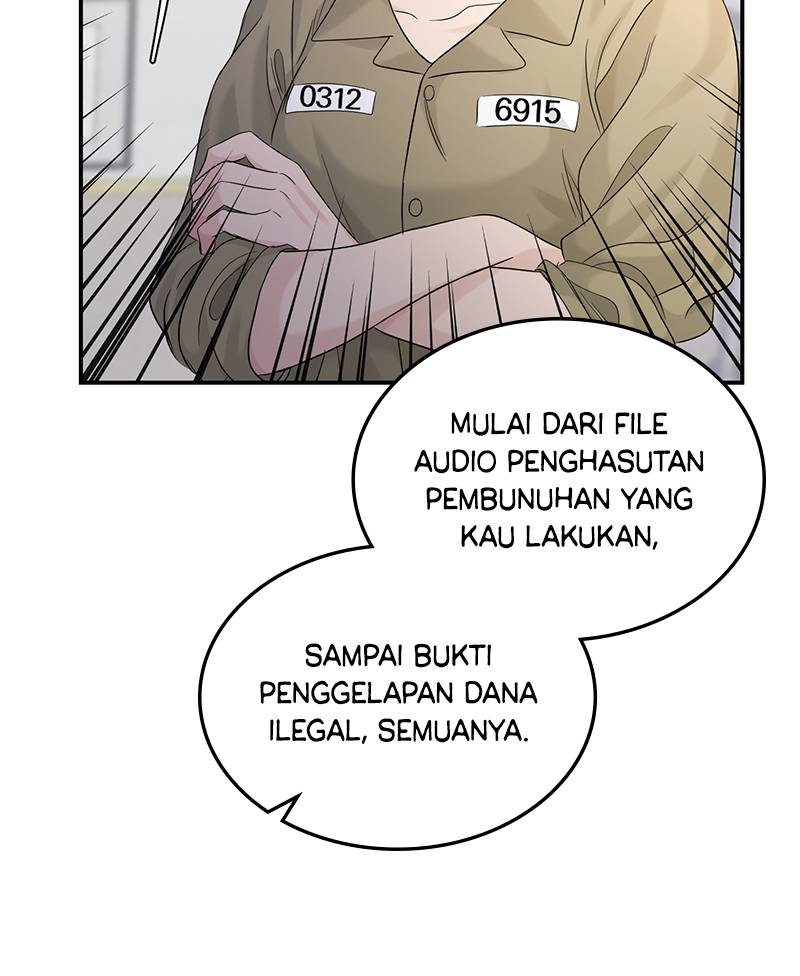 0312
6915
MULAI DARI FILE
AUDIO PENGHASUTAN
PEMBUNUHAN YANG
KAU LAKUKAN,
SAMPAI BUKTI
PENGGELAPAN DANA
ILEGAL, SEMUANYA.